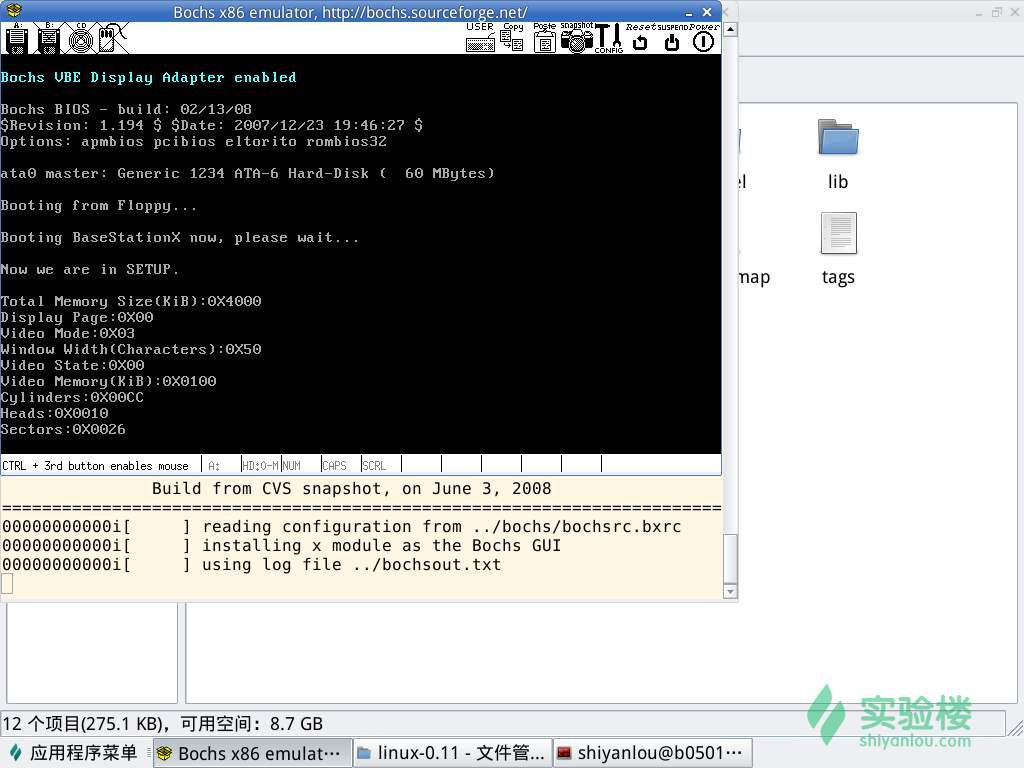 Bochs x86 emulator, http://bochs.sourceforge.net/
A: B: CD USER Copy Paste snapshot CONFIG Reset SUSPEND Power
Bochs VBE Display Adapter enabled
Bochs BIOS - build: 02/13/08
$Revision: 1.194 $ $Date: 2007/12/23 19:46:27 $
Options: apmbios pcibios eltorito rombios32
ata0 master: Generic 1234 ATA-6 Hard-Disk (  60 MBytes)
Booting from Floppy...
Booting BaseStationX now, please wait...
Now we are in SETUP.
Total Memory Size(KiB):0X4000
Display Page:0X00
Video Mode:0X03
Window Width(Characters):0X50
Video State:0X00
Video Memory(KiB):0X0100
Cylinders:0X00CC
Heads:0X0010
Sectors:0X0026
CTRL + 3rd button enables mouse A: HD:0-M NUM CAPS SCRL
Build from CVS snapshot, on June 3, 2008
========================================================================
00000000000i[     ] reading configuration from ../bochs/bochsrc.bxrc
00000000000i[     ] installing x module as the Bochs GUI
00000000000i[     ] using log file ../bochsout.txt
el
lib
map
tags
12 个项目(275.1 KB)，可用空间：8.7 GB
实验楼
shiyanlou.com
应用程序菜单
Bochs x86 emulat···
linux-0.11 - 文件管...
shiyanlou@b0501···